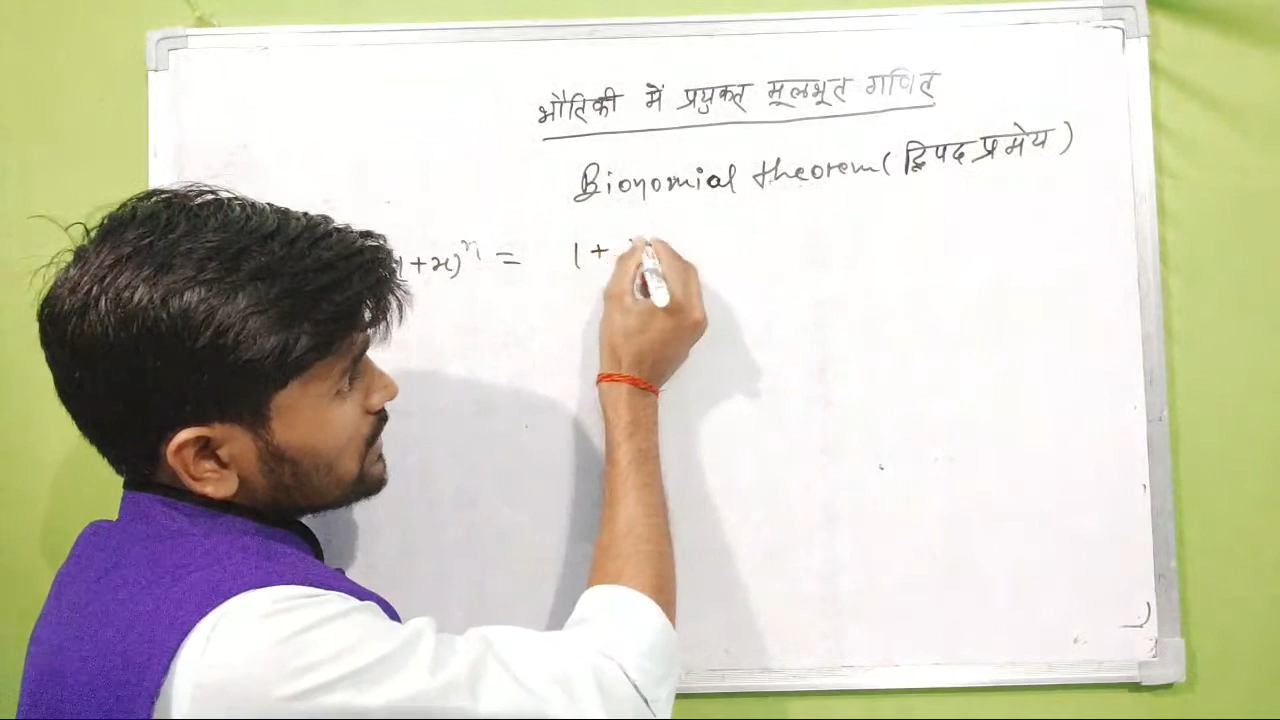 भौतिकी में प्रयुक्त मूलभूत गणित
Bionomial theorem (द्विपद प्रमेय)
1+x)^n = 1+